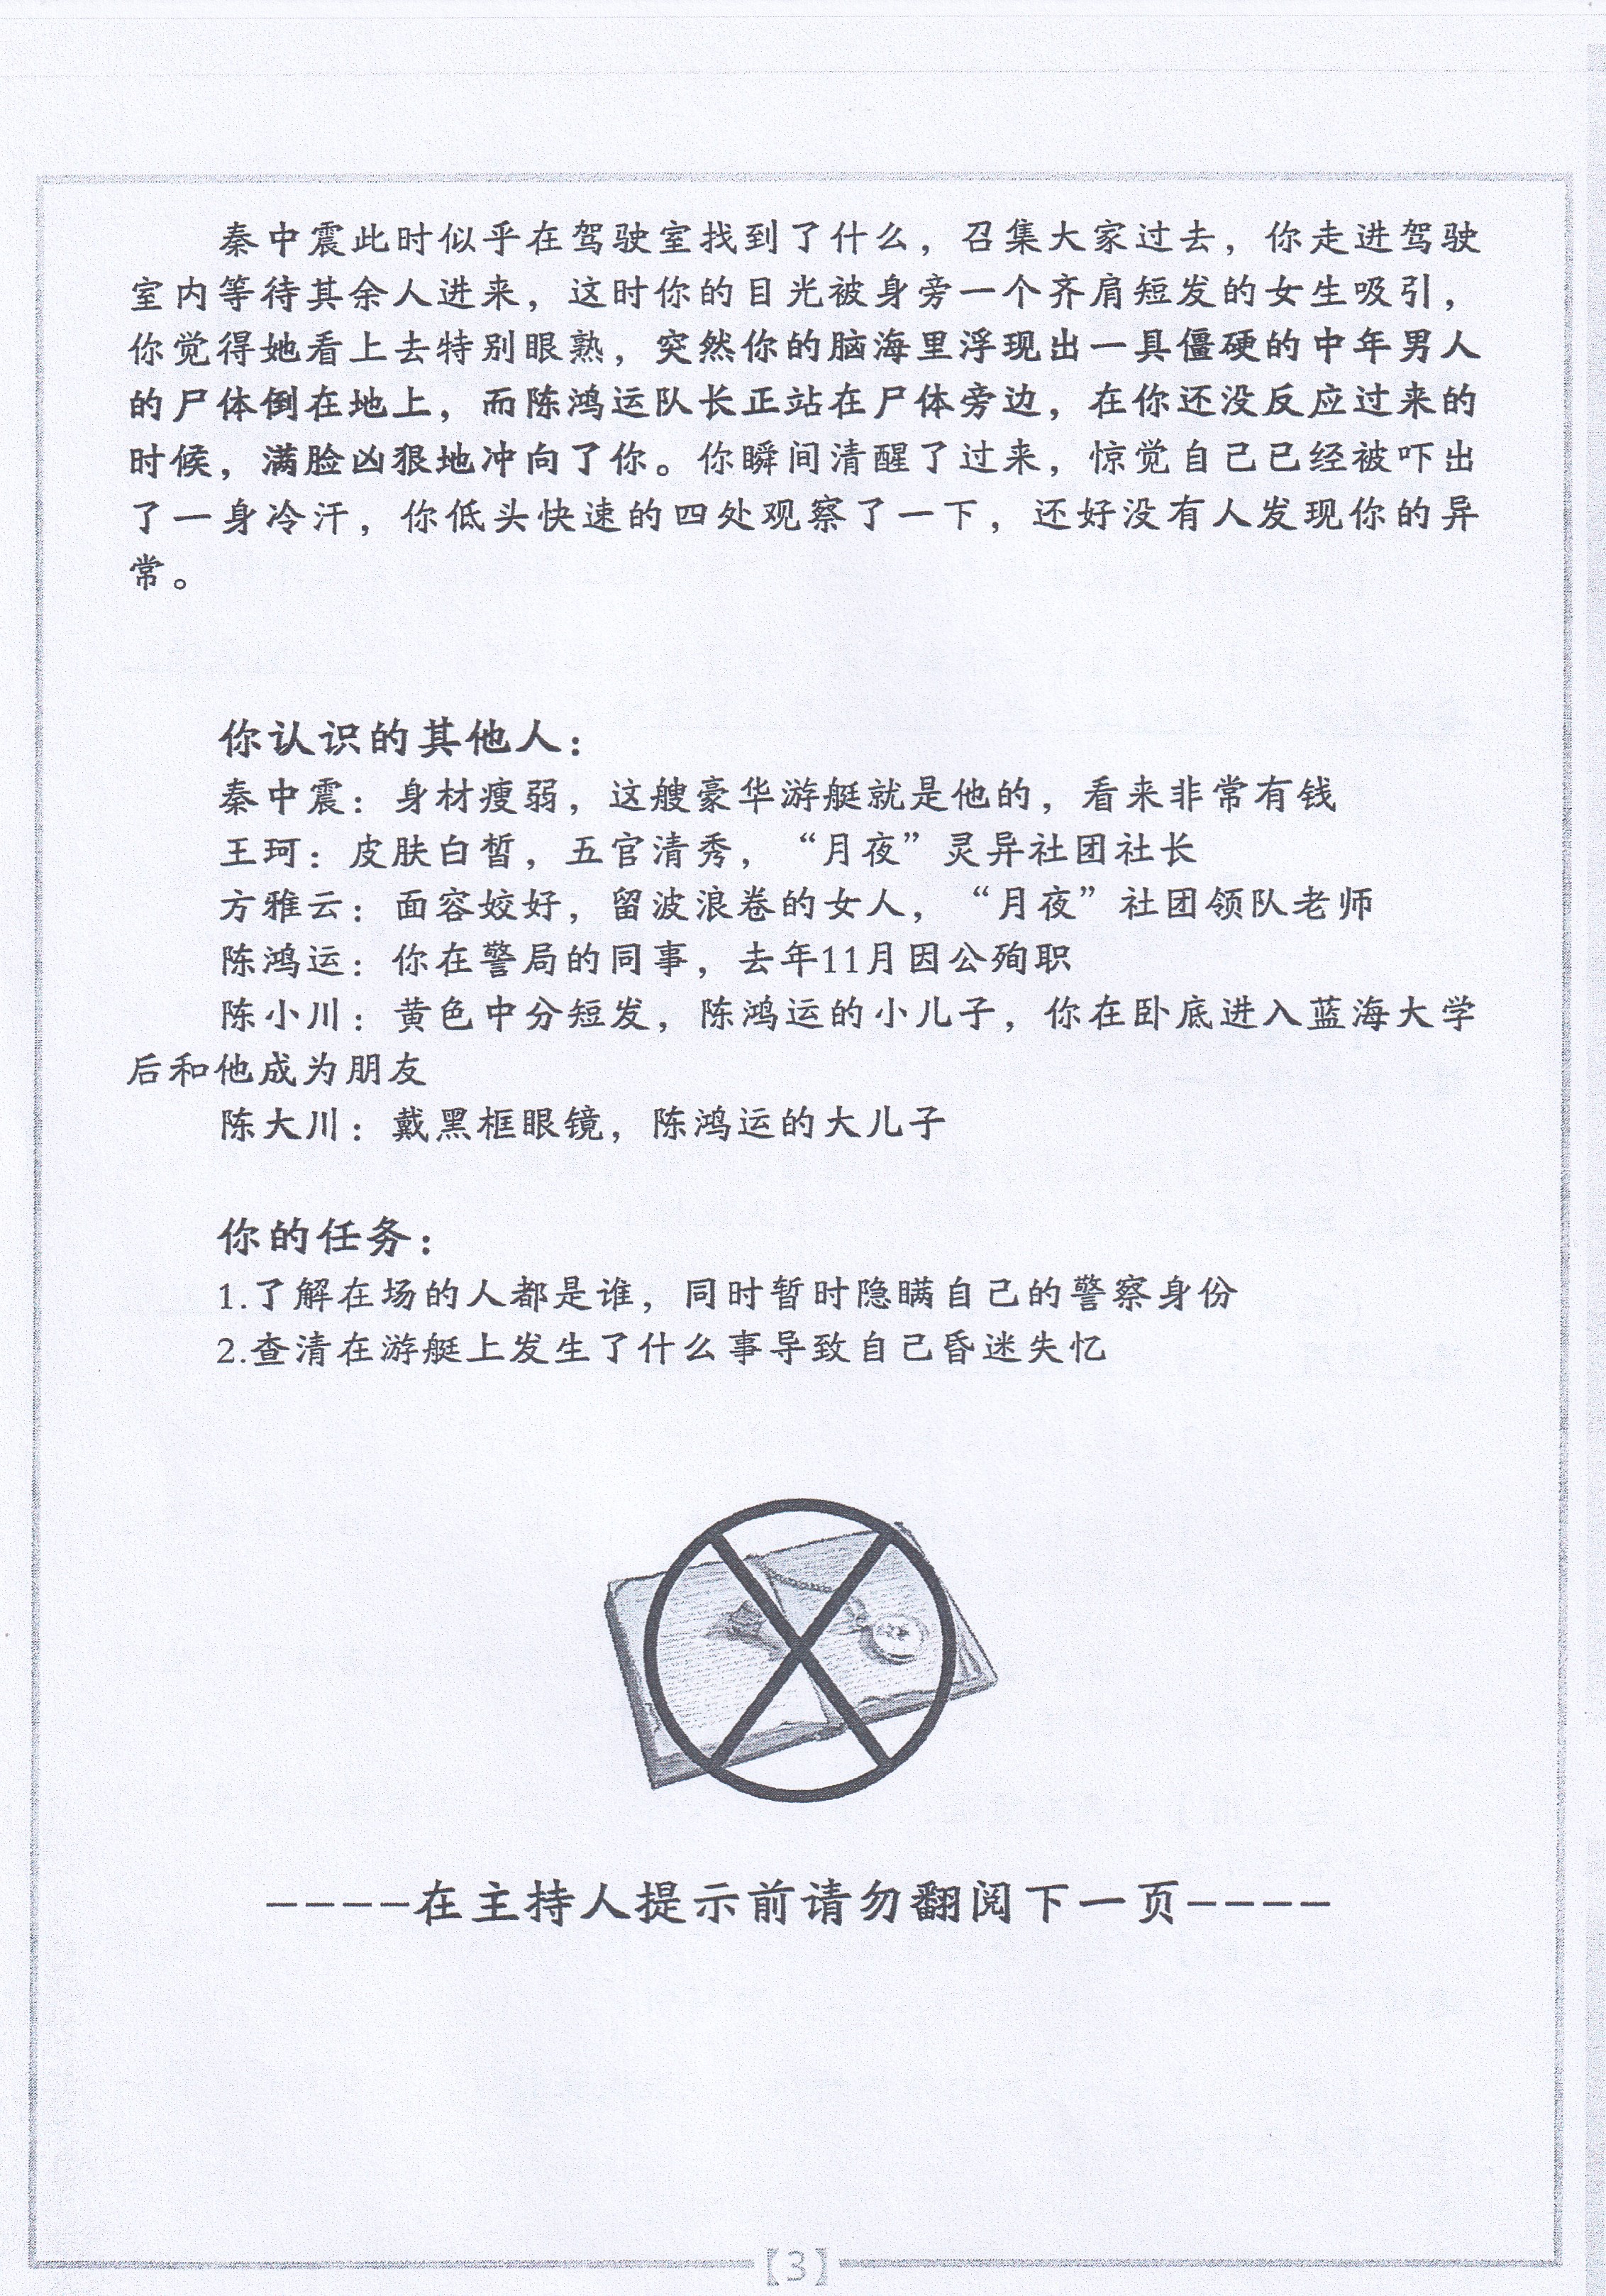 秦中震此时似乎在驾驶室找到了什么，召集大家过去，你走进驾驶
室内等待其余人进来，这时你的目光被身旁一个齐肩短发的女生吸引，
你觉得她看上去特别眼熟，突然你的脑海里浮现出一具僵硬的中年男人
的尸体倒在地上，而陈鸿运队长正站在尸体旁边，在你还没反应过来的
时候，满脸凶狠地冲向了你。你瞬间清醒了过来，惊觉自己已经被吓出
了一身冷汗，你低头快速的四处观察了一下，还好没有人发现你的异
常。
你认识的其他人：
秦中震：身材瘦弱，这艘豪华游艇就是他的，看来非常有钱
王珂：皮肤白皙，五官清秀，“月夜”灵异社团社长
方雅云：面容姣好，留波浪卷的女人，“月夜”社团领队老师
陈鸿运：你在警局的同事，去年11月因公殉职
陈小川：黄色中分短发，陈鸿运的小儿子，你在卧底进入蓝海大学
后和他成为朋友
陈大川：戴黑框眼镜，陈鸿运的大儿子
你的任务：
1.了解在场的人都是谁，同时暂时隐瞒自己的警察身份
2.查清在游艇上发生了什么事导致自己昏迷失忆
————在主持人提示前请勿翻阅下一页————
【3】